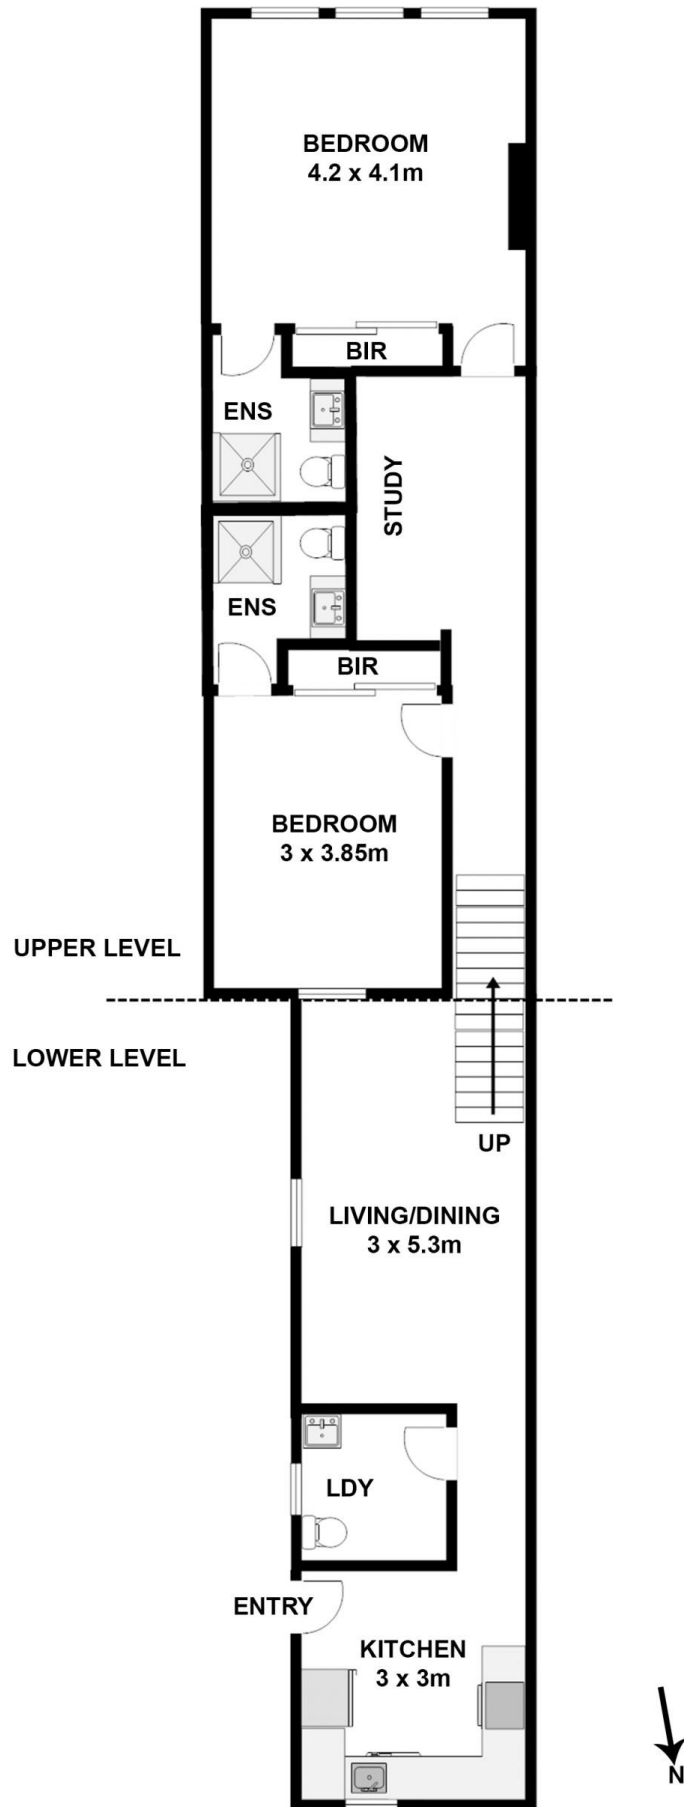 BEDROOM
4.2 x 4.1m
BIR
ENS
STUDY
ENS
BIR
BEDROOM
3 x 3.85m
UPPER LEVEL
LOWER LEVEL
UP
LIVING/DINING
3 x 5.3m
LDY
ENTRY
KITCHEN
3 x 3m
N